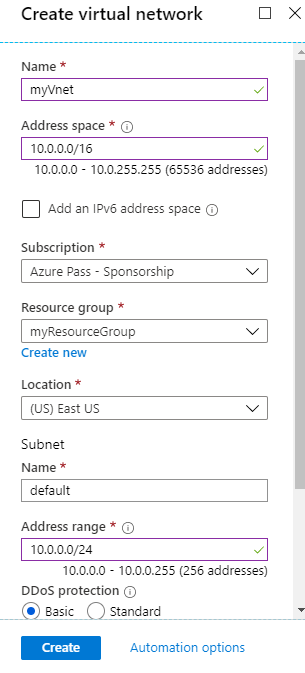 Create virtual network
Name *
myVnet
Address space *
10.0.0.0/16
10.0.0.0 - 10.0.255.255 (65536 addresses)
Add an IPv6 address space
Subscription *
Azure Pass - Sponsorship
Resource group *
myResourceGroup
Create new
Location *
(US) East US
Subnet
Name *
default
Address range *
10.0.0.0/24
10.0.0.0 - 10.0.0.255 (256 addresses)
DDoS protection
Basic Standard
Create Automation options